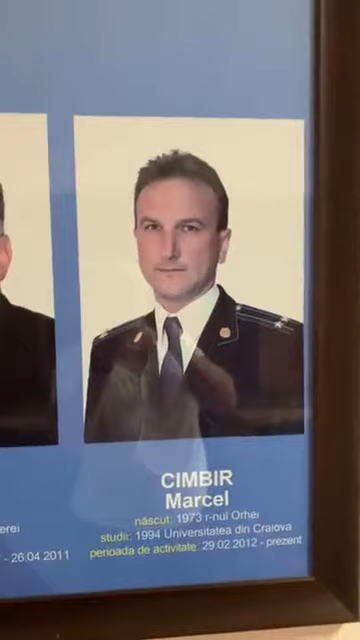 erei
- 26.04.2011
CIMBIR
Marcel
născut: 1973 r-nul Orhei
studii: 1994 Universitatea din Craiova
perioada de activitate: 29.02.2012 - prezent